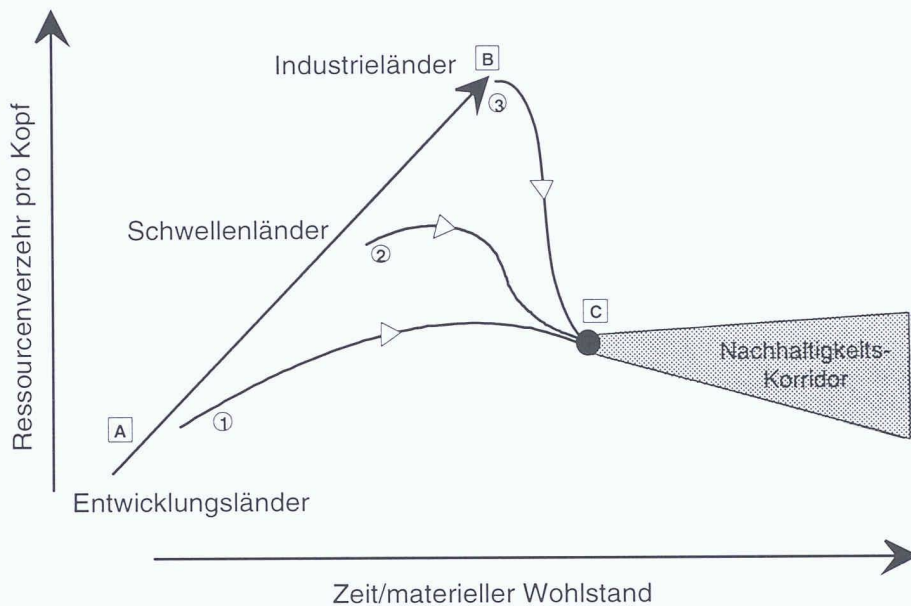 B
Industrieländer
3
Ressourcenverzehr pro Kopf
Schwellenländer
2
C
Nachhaltigkeits-
Korridor
A
1
Entwicklungsländer
Zeit/materieller Wohlstand